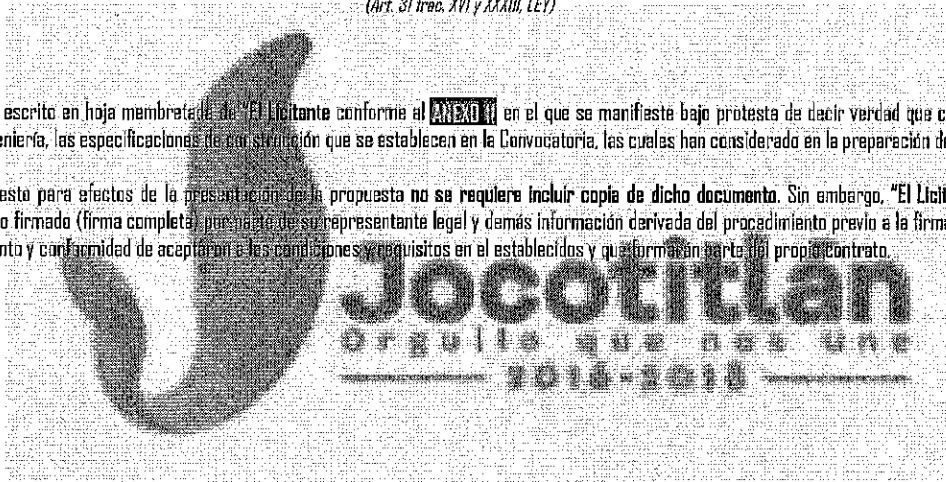 (Art. 31 frac. XVI y XXXIII, LEY)
escrito en hoja membretada de "El Licitante conforme al ANEXO 11 en el que se manifieste bajo protesta de decir verdad que c
eniería, las especificaciones de construcción que se establecen en la Convocatoria, las cuales han considerado en la preparación de
esto para efectos de la presentación de la propuesta no se requiere incluir copia de dicho documento. Sin embargo, "El Licit
o firmado (firma completa) por parte de su representante legal y demás información derivada del procedimiento previo a la firma
nto y conformidad de aceptaron a las condiciones y requisitos en el establecidos y que formarán parte del propio Contrato.
Jocotitlan
Orgullo que nos une
2016-2018